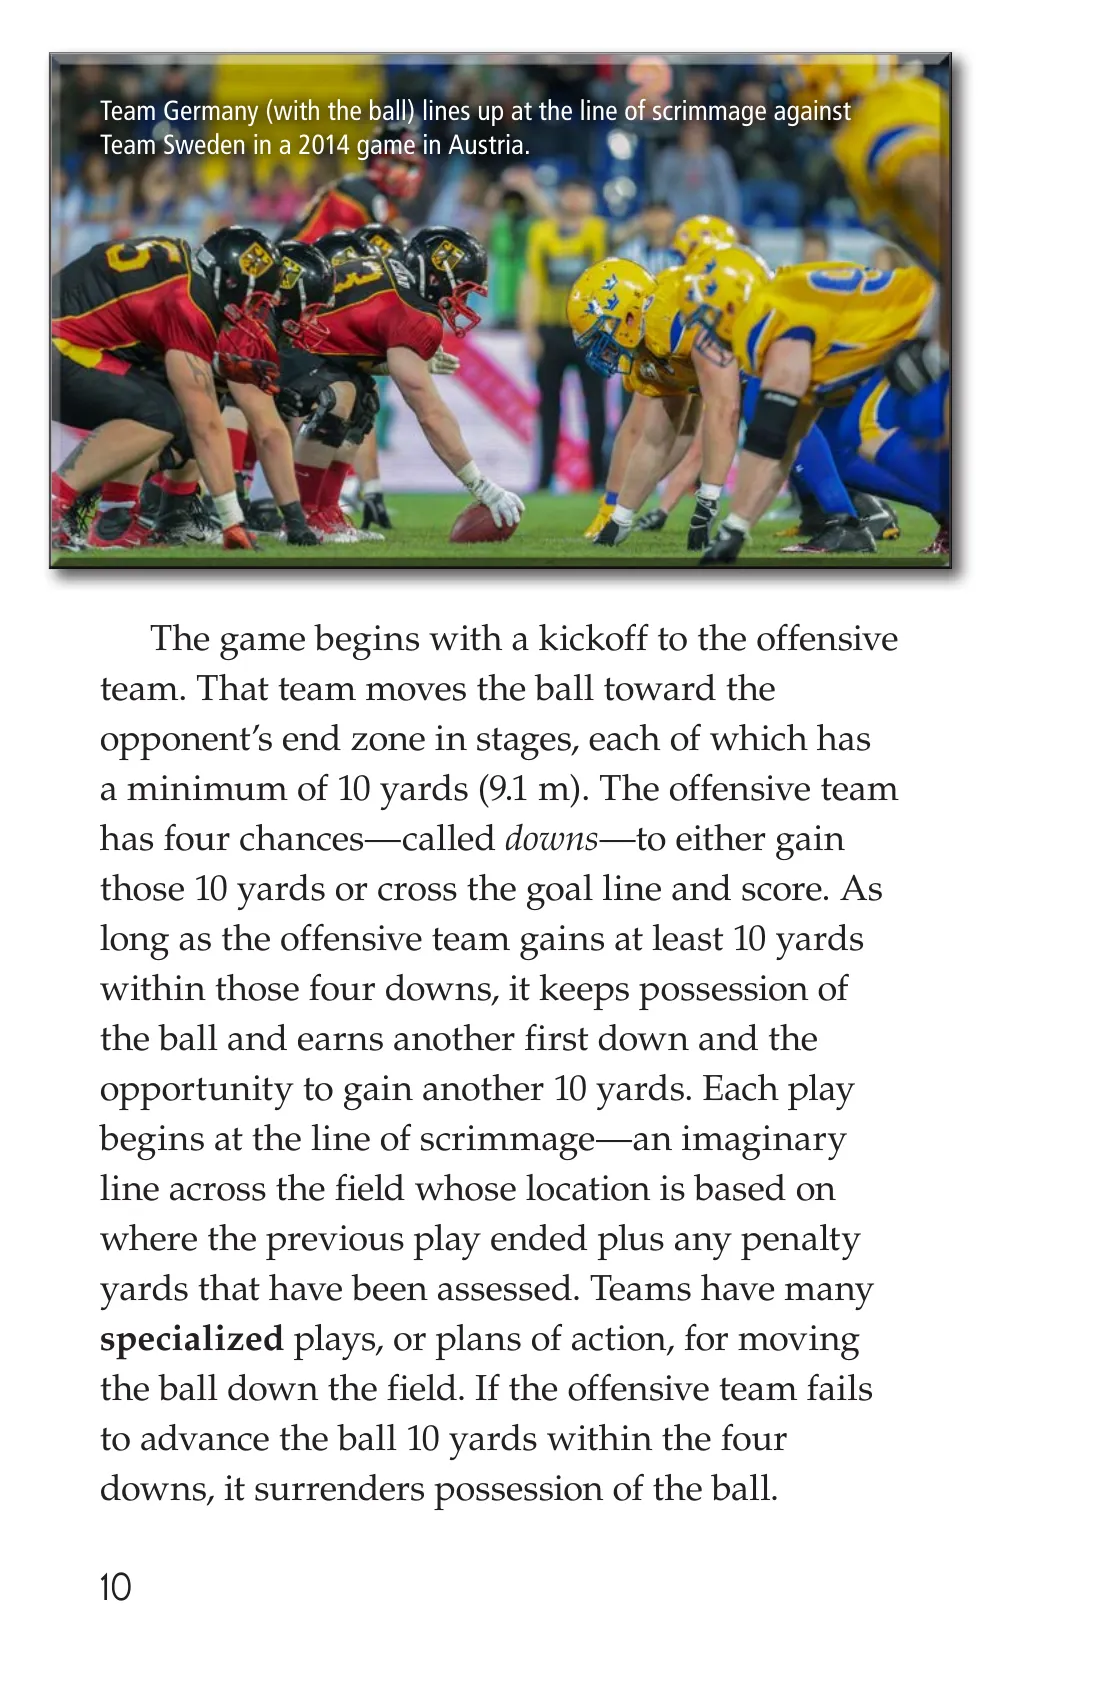 Team Germany (with the ball) lines up at the line of scrimmage against
Team Sweden in a 2014 game in Austria.
5
The game begins with a kickoff to the offensive
team. That team moves the ball toward the
opponent’s end zone in stages, each of which has
a minimum of 10 yards (9.1 m). The offensive team
has four chances—called downs—to either gain
those 10 yards or cross the goal line and score. As
long as the offensive team gains at least 10 yards
within those four downs, it keeps possession of
the ball and earns another first down and the
opportunity to gain another 10 yards. Each play
begins at the line of scrimmage—an imaginary
line across the field whose location is based on
where the previous play ended plus any penalty
yards that have been assessed. Teams have many
specialized plays, or plans of action, for moving
the ball down the field. If the offensive team fails
to advance the ball 10 yards within the four
downs, it surrenders possession of the ball.
10